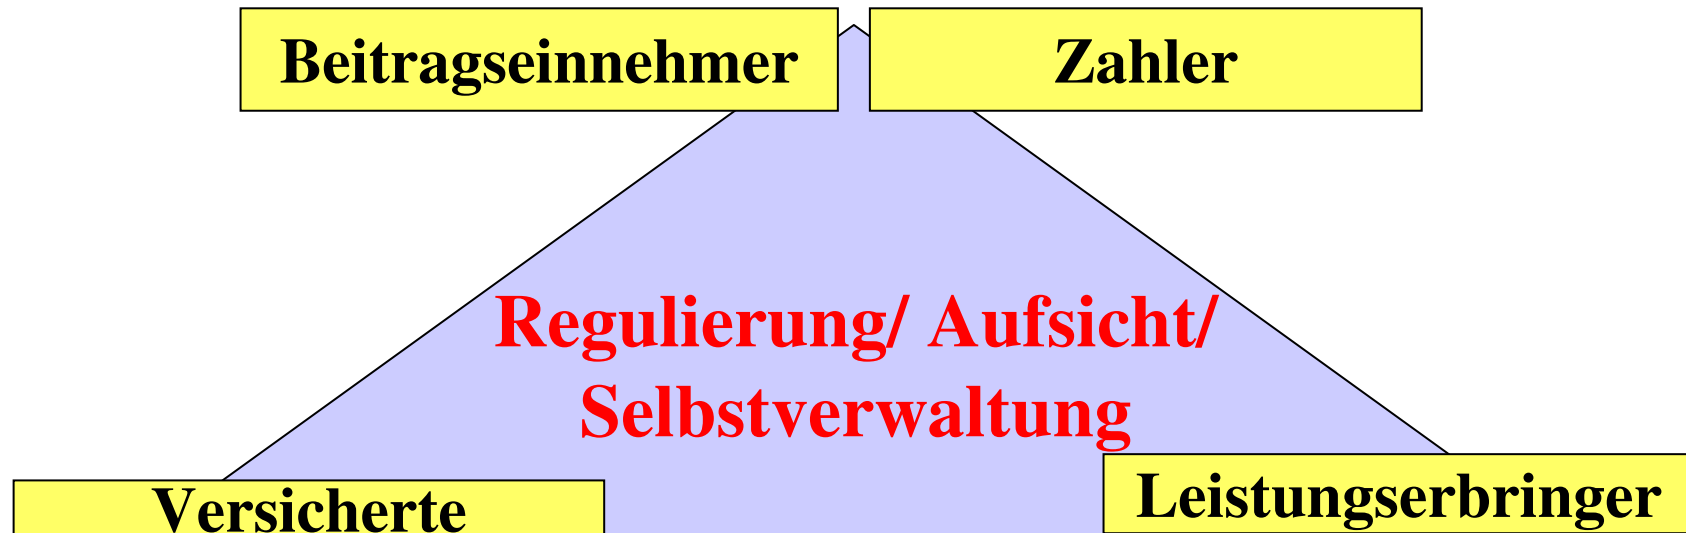 Beitragseinnehmer
Zahler
Regulierung/ Aufsicht/
Selbstverwaltung
Versicherte
Leistungserbringer